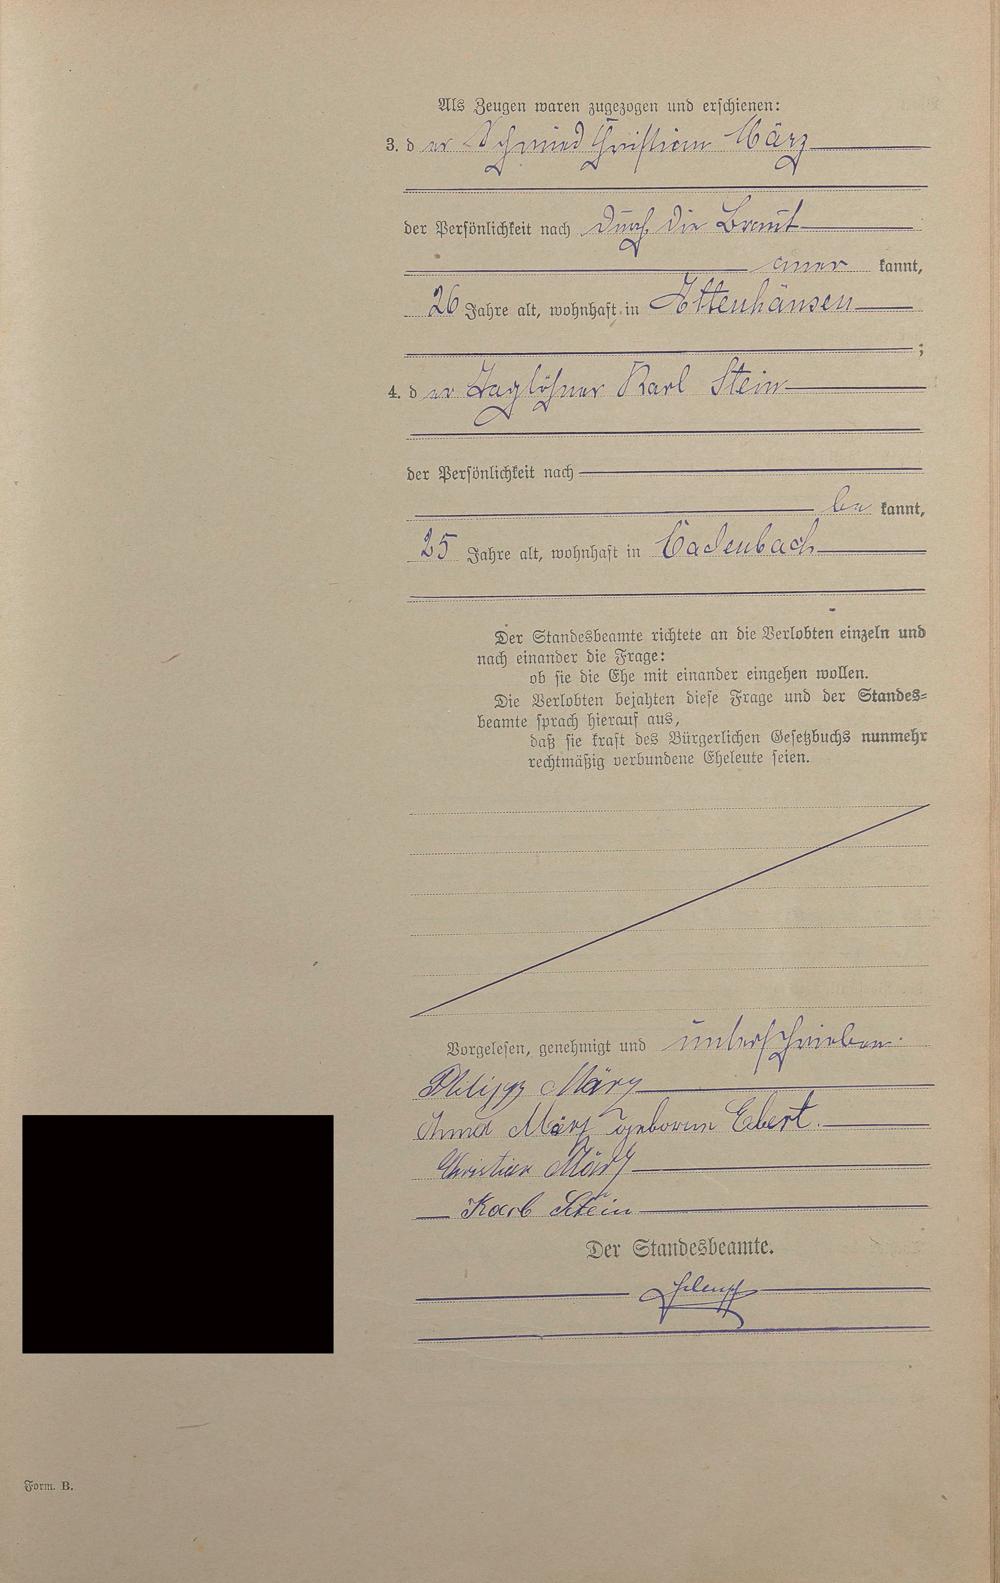 Als Zeugen waren zugezogen und erschienen:
3. der Schmied Christian März
der Persönlichkeit nach durch die Braut
aner kannt,
26 Jahre alt, wohnhaft in Ittenhausen
;
4. der Taglöhner Karl Stein
der Persönlichkeit nach
be kannt,
25 Jahre alt, wohnhaft in Cadenbach
Der Standesbeamte richtete an die Verlobten einzeln und
nach einander die Frage:
ob sie die Ehe mit einander eingehen wollen.
Die Verlobten bejahten diese Frage und der Standes-
beamte sprach hierauf aus,
daß sie kraft des Bürgerlichen Gesetzbuchs nunmehr
rechtmäßig verbundene Eheleute seien.
Vorgelesen, genehmigt und unterschrieben.
Philipp März
Anna März geborene Ebert.
Christian März
Karl Stein
Der Standesbeamte.
Form. B.